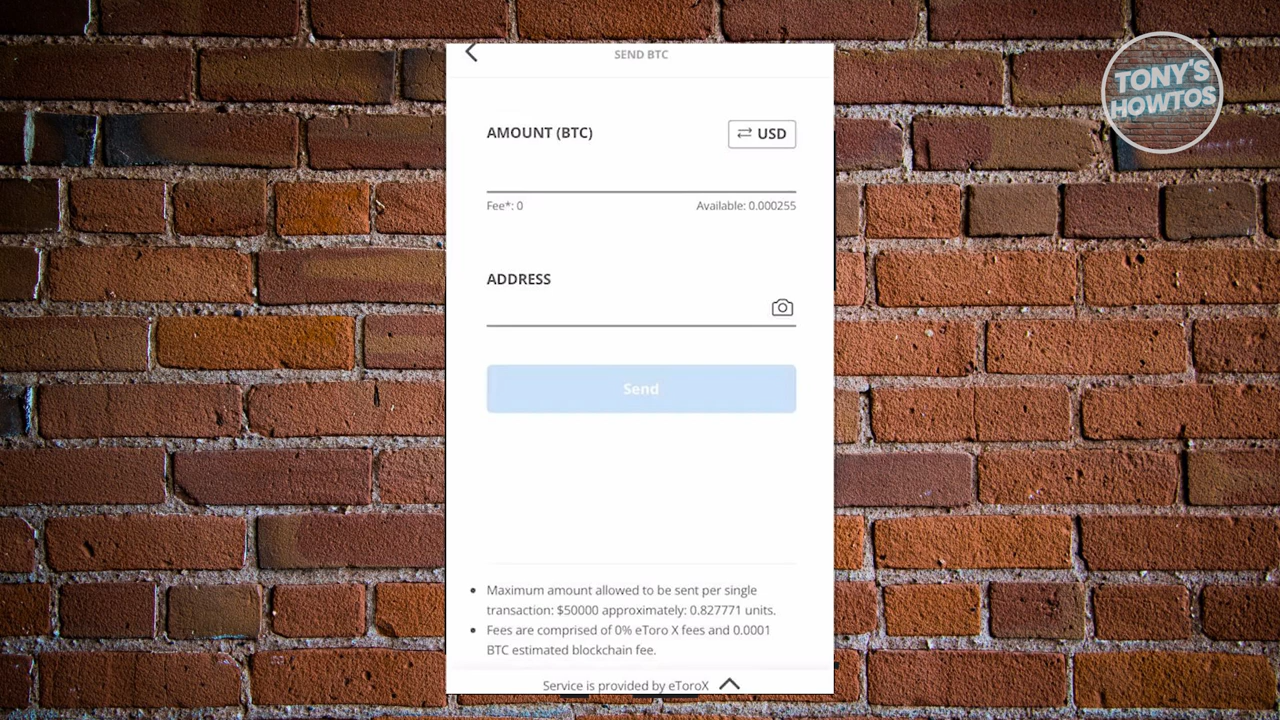 SEND BTC
TONY'S
HOWTOS
AMOUNT (BTC)
USD
Fee*: 0
Available: 0.000255
ADDRESS
Send
Maximum amount allowed to be sent per single
transaction: $50000 approximately: 0.827771 units.
Fees are comprised of 0% eToro X fees and 0.0001
BTC estimated blockchain fee.
Service is provided by eToroX